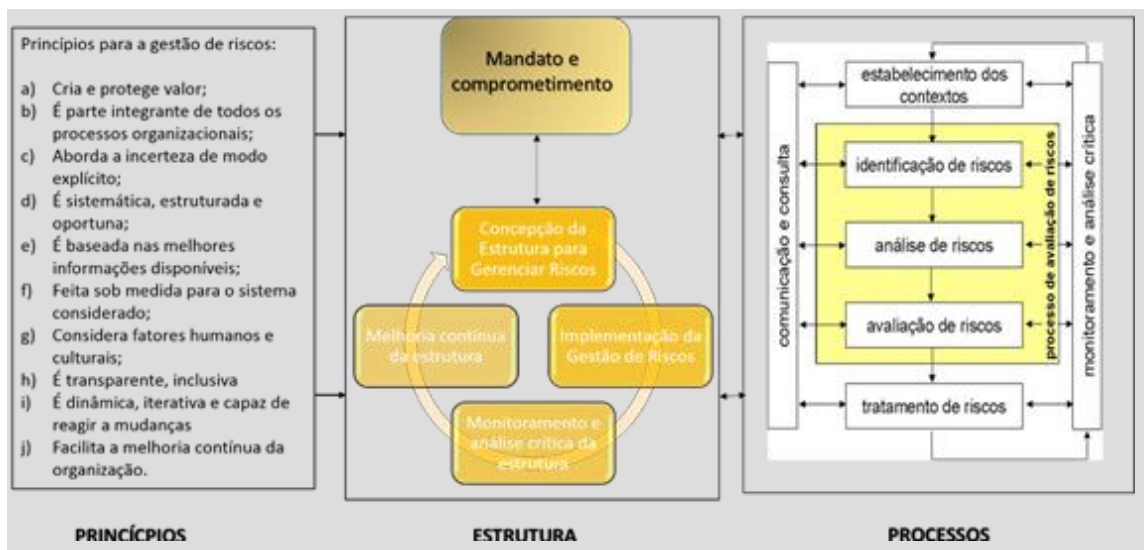 Princípios para a gestão de riscos:
a) Cria e protege valor;
b) É parte integrante de todos os
processos organizacionais;
c) Aborda a incerteza de modo
explícito;
d) É sistemática, estruturada e
oportuna;
e) É baseada nas melhores
informações disponíveis;
f) Feita sob medida para o sistema
considerado;
g) Considera fatores humanos e
culturais;
h) É transparente, inclusiva
i) É dinâmica, iterativa e capaz de
reagir a mudanças
j) Facilita a melhoria contínua da
organização.
PRINCÍCPIOS
Mandato e
comprometimento
Concepção da
Estrutura para
Gerenciar Riscos
Melhoria contínua
da estrutura
Implementação da
Gestão de Riscos
Monitoramento e
análise crítica da
estrutura
ESTRUTURA
comunicação e consulta
estabelecimento dos
contextos
identificação de riscos
análise de riscos
avaliação de riscos
processo de avaliação de riscos
tratamento de riscos
monitoramento e análise crítica
PROCESSOS